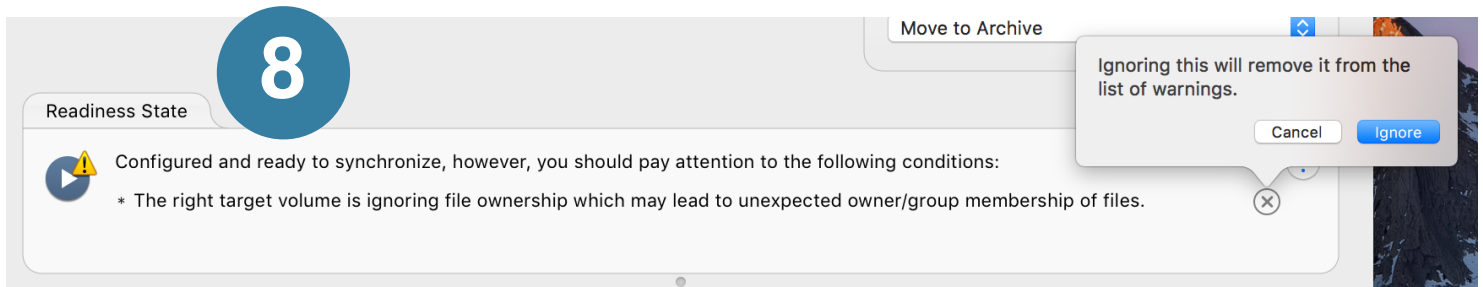 8
Move to Archive
Ignoring this will remove it from the
list of warnings.
Cancel
Ignore
Readiness State
Configured and ready to synchronize, however, you should pay attention to the following conditions:
* The right target volume is ignoring file ownership which may lead to unexpected owner/group membership of files.